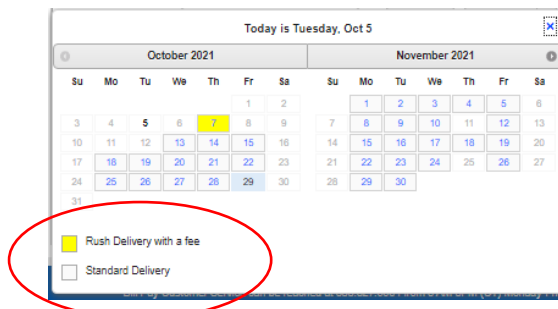 Today is Tuesday, Oct 5
October 2021 November 2021
Su Mo Tu We Th Fr Sa Su Mo Tu We Th Fr Sa
1 2 1 2 3 4 5 6
3 4 5 6 7 8 9 7 8 9 10 11 12 13
10 11 12 13 14 15 16 14 15 16 17 18 19 20
17 18 19 20 21 22 23 21 22 23 24 25 26 27
24 25 26 27 28 29 30 28 29 30
31
Rush Delivery with a fee
Standard Delivery